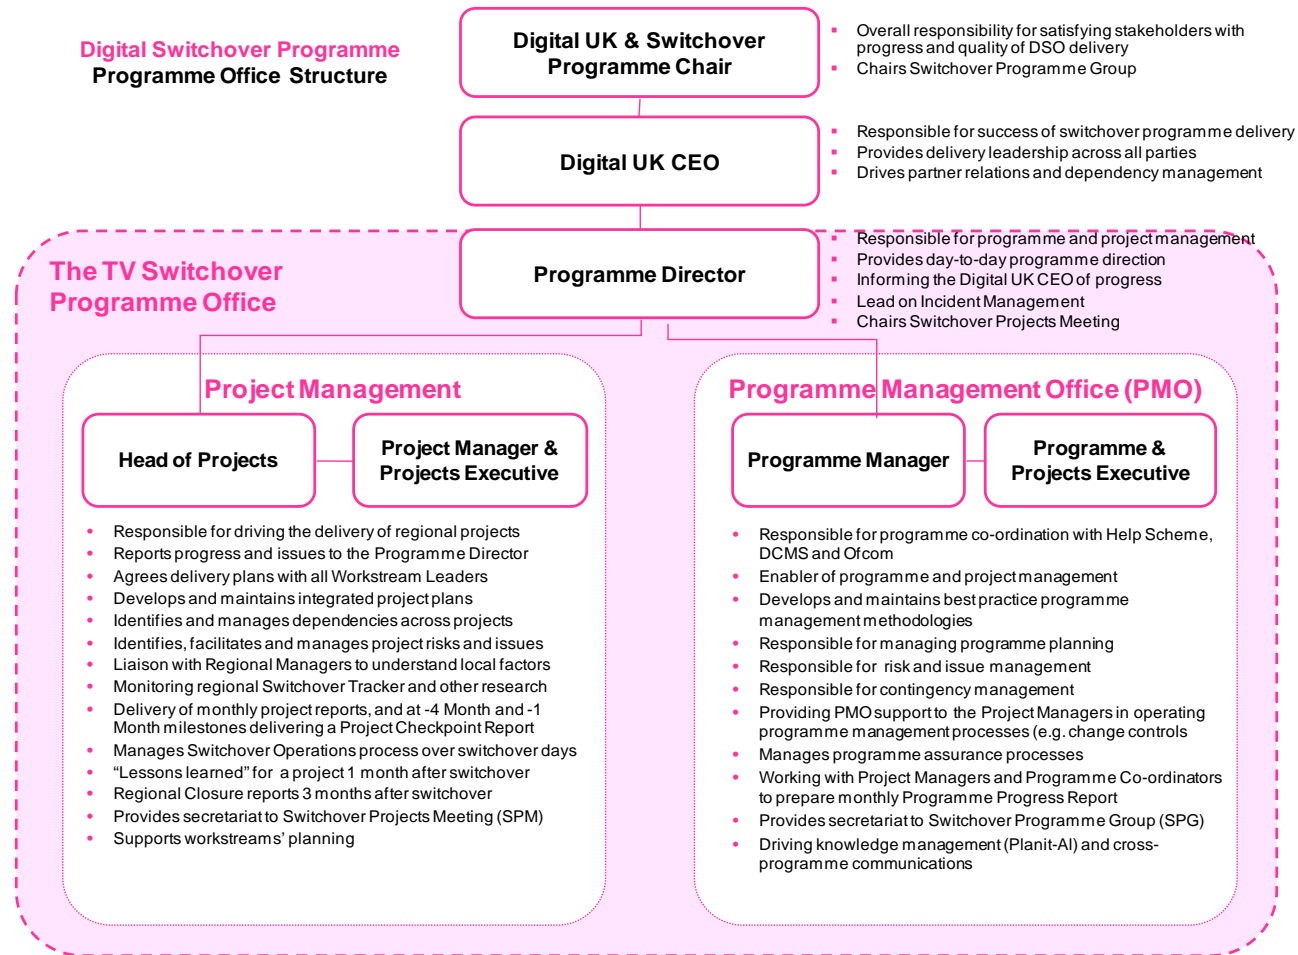 Digital Switchover Programme
Programme Office Structure
Digital UK & Switchover
Programme Chair
Overall responsibility for satisfying stakeholders with
progress and quality of DSO delivery
Chairs Switchover Programme Group
Digital UK CEO
Responsible for success of switchover programme delivery
Provides delivery leadership across all parties
Drives partner relations and dependency management
The TV Switchover
Programme Office
Programme Director
Responsible for programme and project management
Provides day-to-day programme direction
Informing the Digital UK CEO of progress
Lead on Incident Management
Chairs Switchover Projects Meeting
Project Management
Head of Projects
Project Manager &
Projects Executive
Responsible for driving the delivery of regional projects
Reports progress and issues to the Programme Director
Agrees delivery plans with all Workstream Leaders
Develops and maintains integrated project plans
Identifies and manages dependencies across projects
Identifies, facilitates and manages project risks and issues
Liaison with Regional Managers to understand local factors
Monitoring regional Switchover Tracker and other research
Delivery of monthly project reports, and at -4 Month and -1
Month milestones delivering a Project Checkpoint Report
Manages Switchover Operations process over switchover days
“Lessons learned” for a project 1 month after switchover
Regional Closure reports 3 months after switchover
Provides secretariat to Switchover Projects Meeting (SPM)
Supports workstreams’ planning
Programme Management Office (PMO)
Programme Manager
Programme &
Projects Executive
Responsible for programme co-ordination with Help Scheme,
DCMS and Ofcom
Enabler of programme and project management
Develops and maintains best practice programme
management methodologies
Responsible for managing programme planning
Responsible for risk and issue management
Responsible for contingency management
Providing PMO support to the Project Managers in operating
programme management processes (e.g. change controls
Manages programme assurance processes
Working with Project Managers and Programme Co-ordinators
to prepare monthly Programme Progress Report
Provides secretariat to Switchover Programme Group (SPG)
Driving knowledge management (Planit-AI) and cross-
programme communications